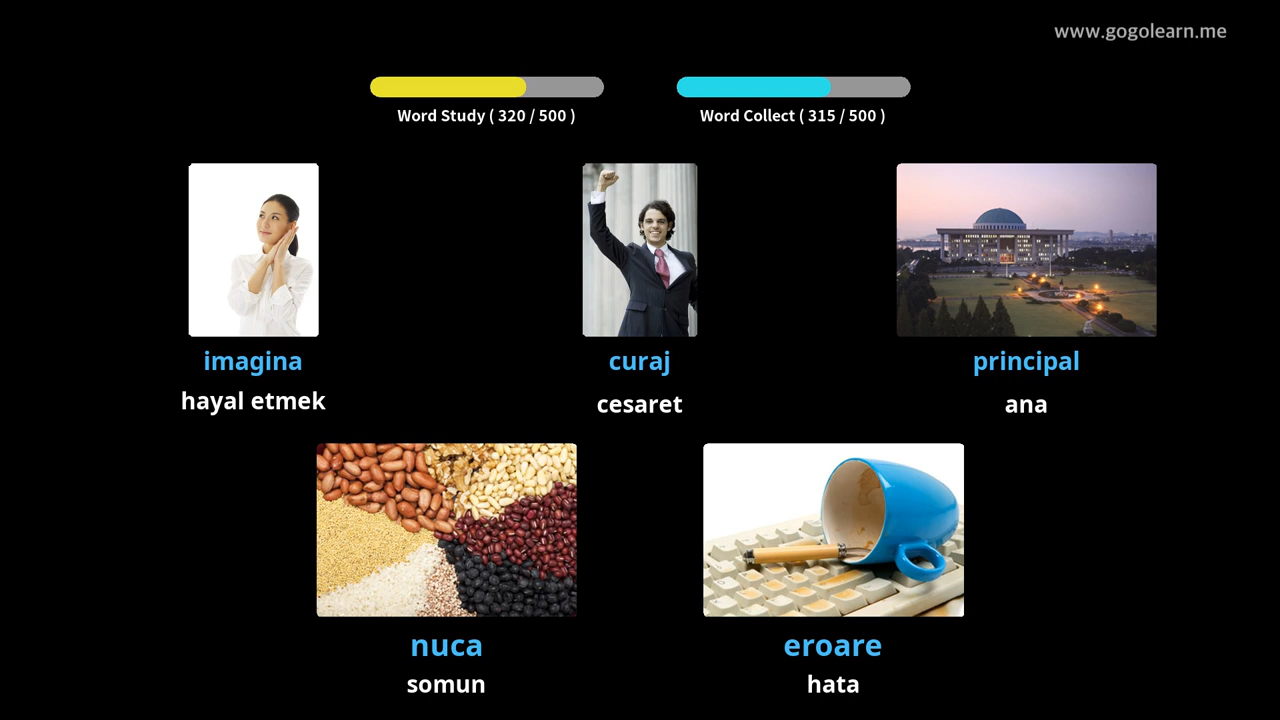 www.gogolearn.me
Word Study ( 320 / 500 )
Word Collect ( 315 / 500 )
imagina
hayal etmek
curaj
cesaret
principal
ana
nuca
somun
eroare
hata